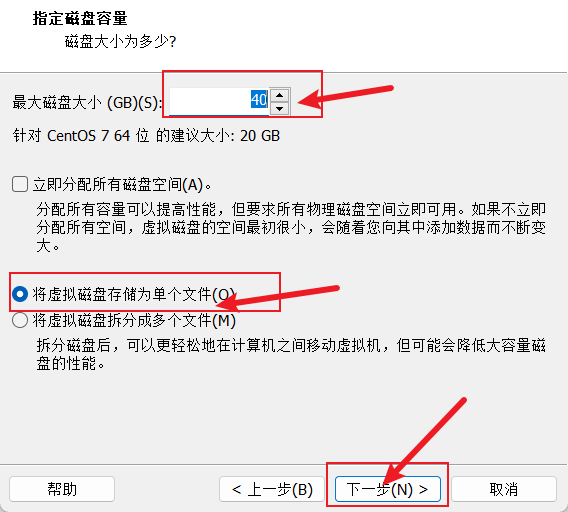 指定磁盘容量
磁盘大小为多少?
最大磁盘大小 (GB)(S): 40
针对 CentOS 7 64 位 的建议大小: 20 GB
立即分配所有磁盘空间(A)。
分配所有容量可以提高性能，但要求所有物理磁盘空间立即可用。如果不立即
分配所有空间，虚拟磁盘的空间最初很小，会随着您向其中添加数据而不断变
大。
将虚拟磁盘存储为单个文件(O)
将虚拟磁盘拆分成多个文件(M)
拆分磁盘后，可以更轻松地在计算机之间移动虚拟机，但可能会降低大容量磁
盘的性能。
帮助
< 上一步(B)
下一步(N) >
取消